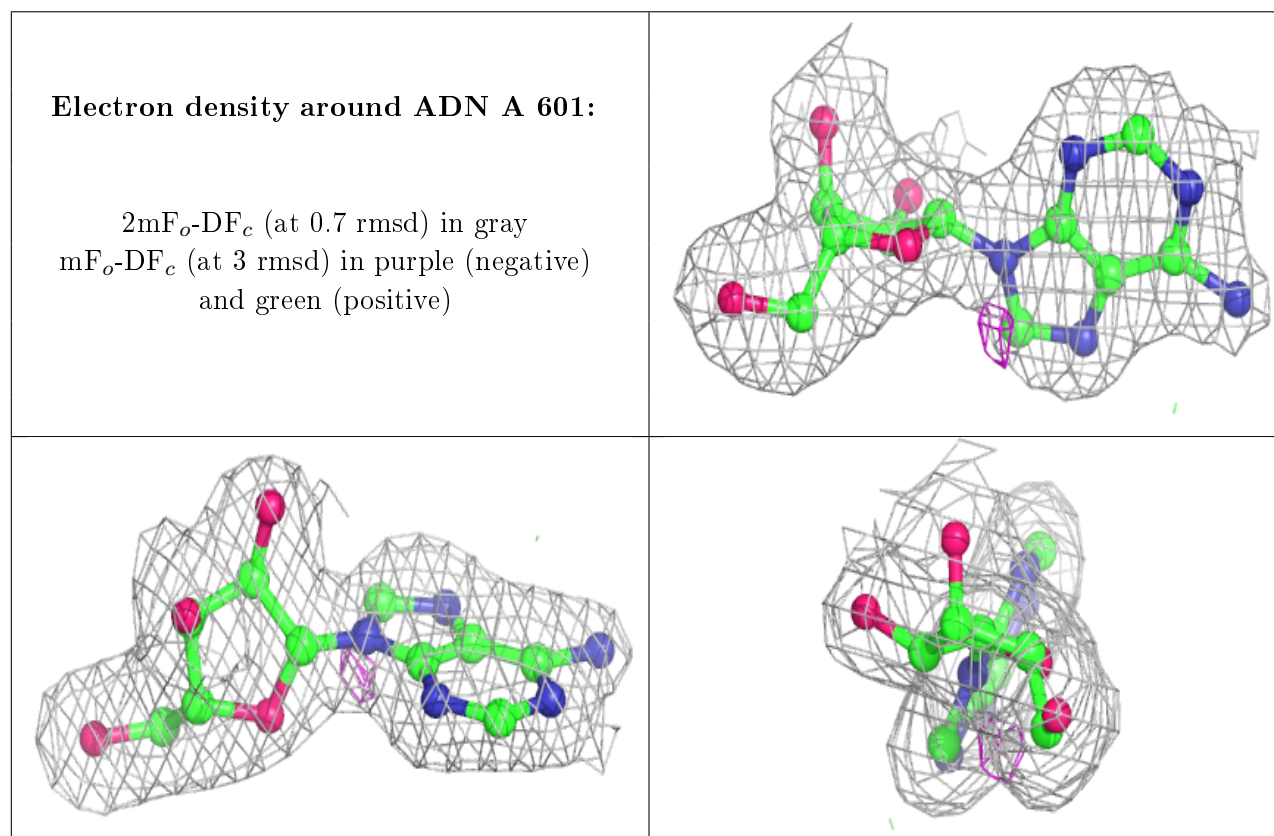 Electron density around ADN A 601:
2mFo-DFc (at 0.7 rmsd) in gray
mFo-DFc (at 3 rmsd) in purple (negative)
and green (positive)